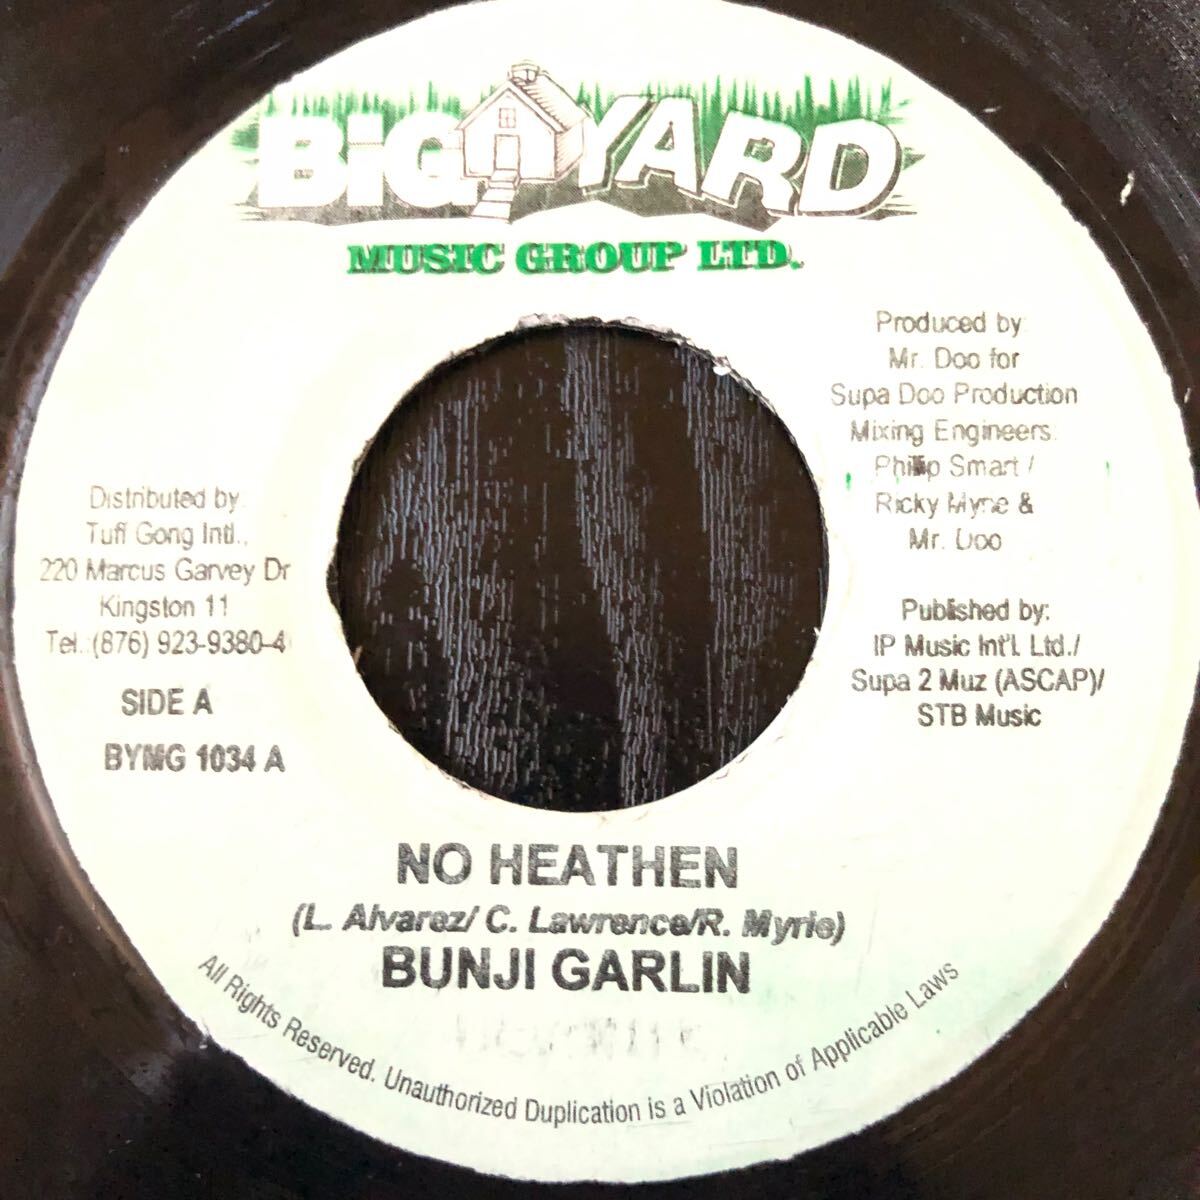 BiG YARD
MUSIC GROUP LTD.
Produced by:
Mr. Doo for
Supa Doo Production
Mixing Engineers:
Phillip Smart /
Ricky Myrie &
Mr. Doo
Published by:
IP Music Int'l. Ltd./
Supa 2 Muz (ASCAP)/
STB Music
Distributed by:
Tuff Gong Intl.,
220 Marcus Garvey Dr
Kingston 11
Tel.:(876) 923-9380-4
SIDE A
BYMG 1034 A
NO HEATHEN
(L. Alvarez/ C. Lawrence/R. Myrie)
BUNJI GARLIN
All Rights Reserved. Unauthorized Duplication is a Violation of Applicable Laws